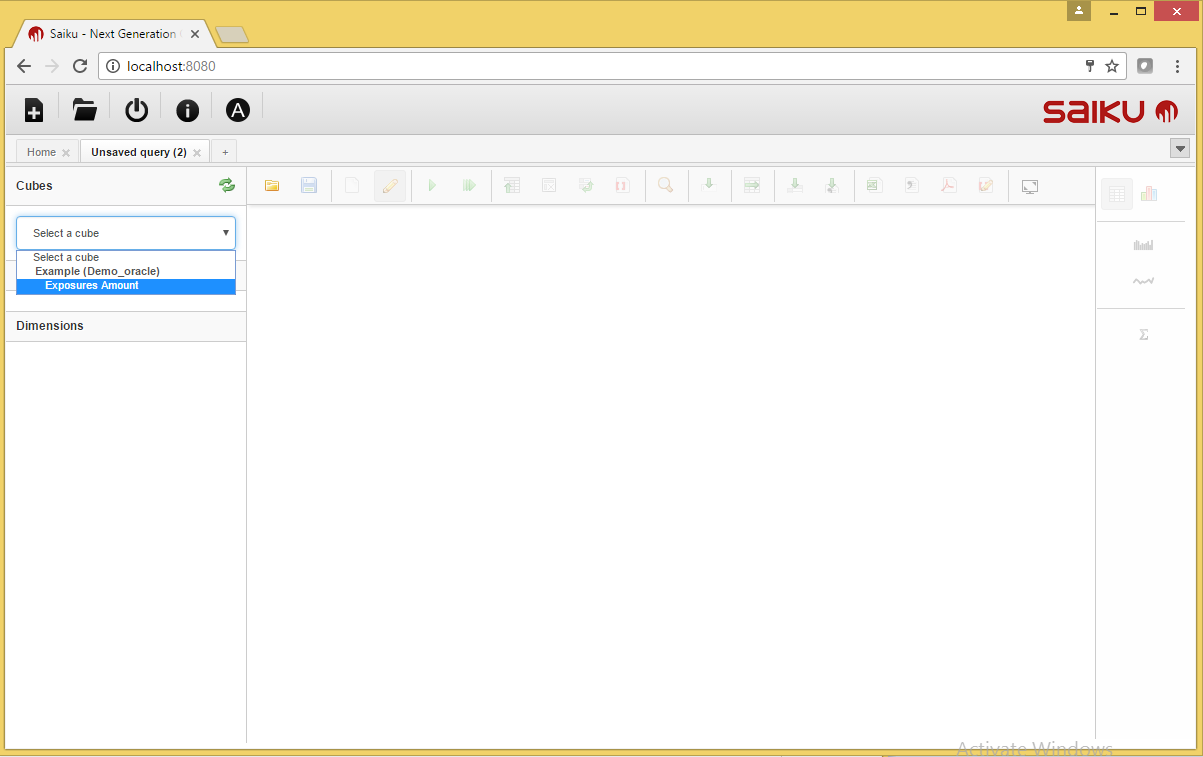 Saiku - Next Generation
localhost:8080
A
saiku
Home
Unsaved query (2)
+
Cubes
Select a cube
Select a cube
Example (Demo_oracle)
Exposures Amount
Dimensions
Σ
Activate Windows